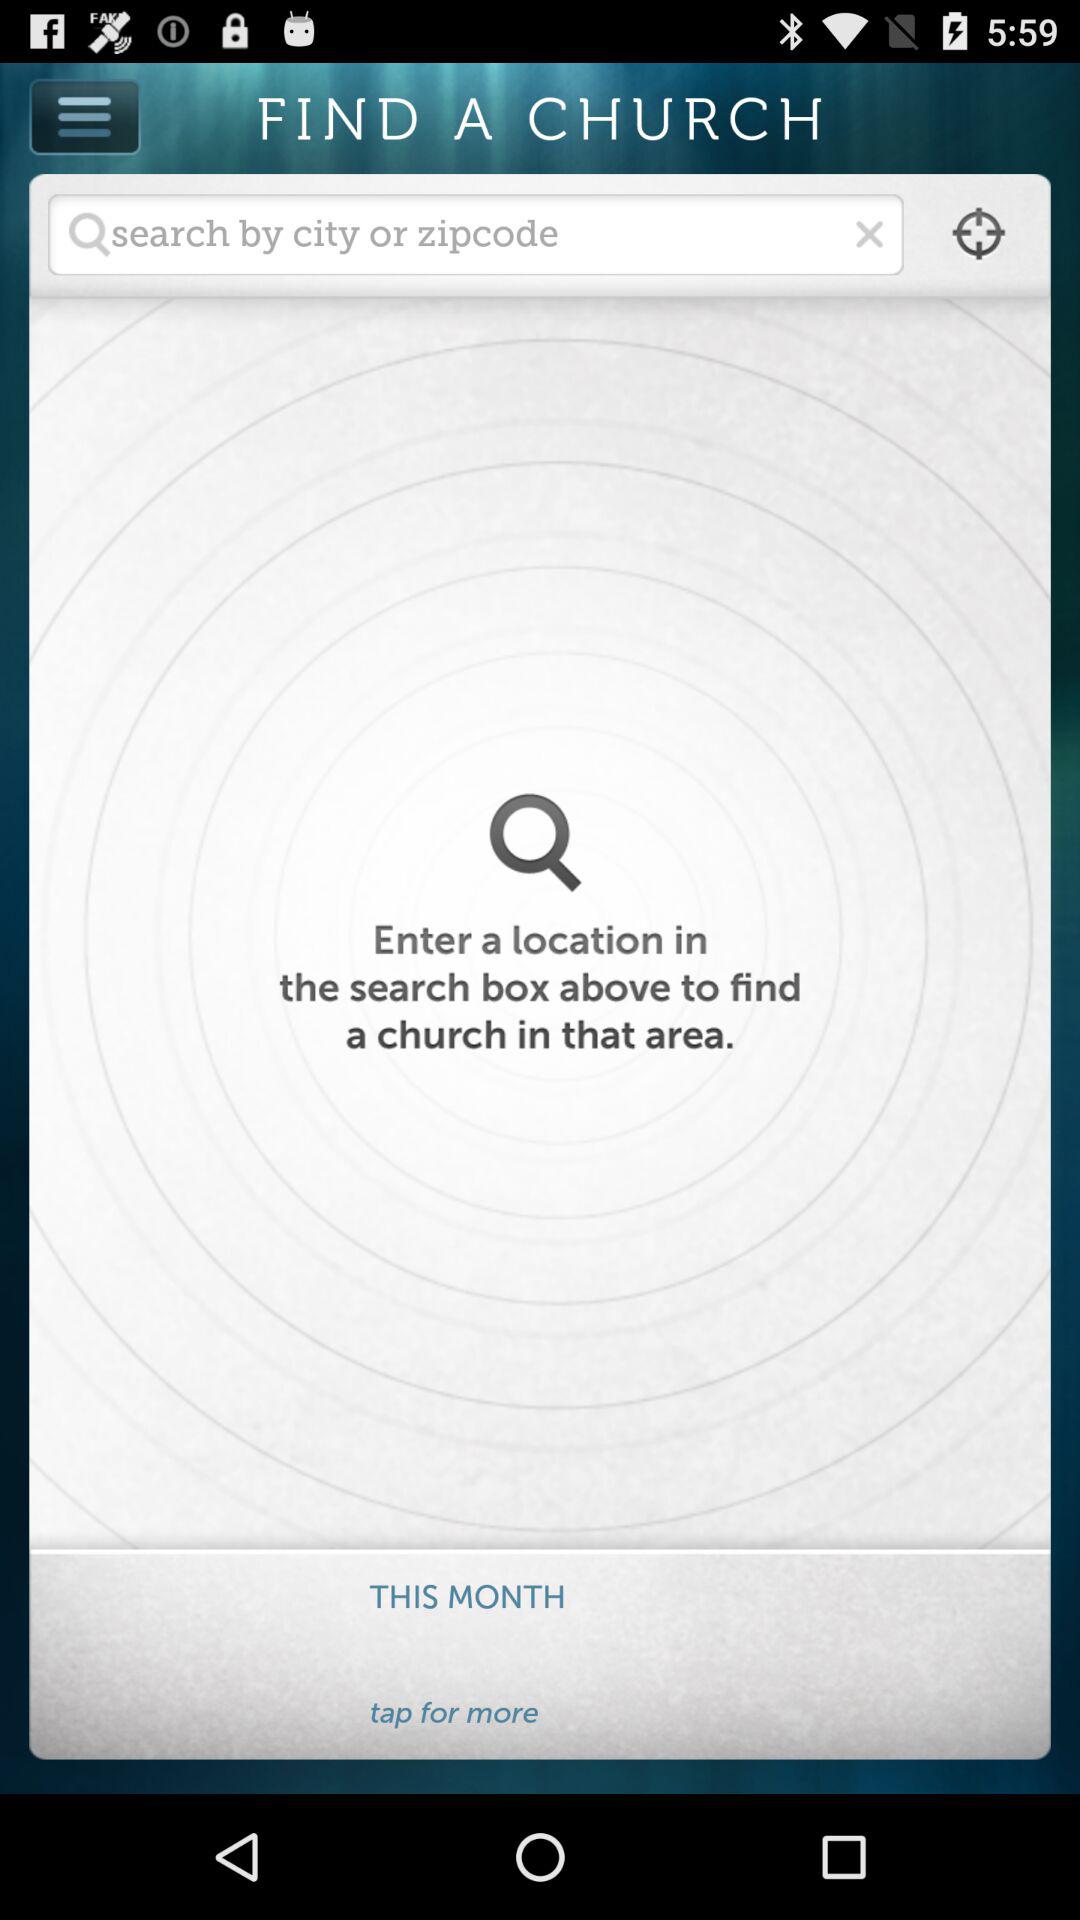 FAKE
5:59
FIND A CHURCH
search by city or zipcode
Enter a location in
the search box above to find
a church in that area.
THIS MONTH
tap for more